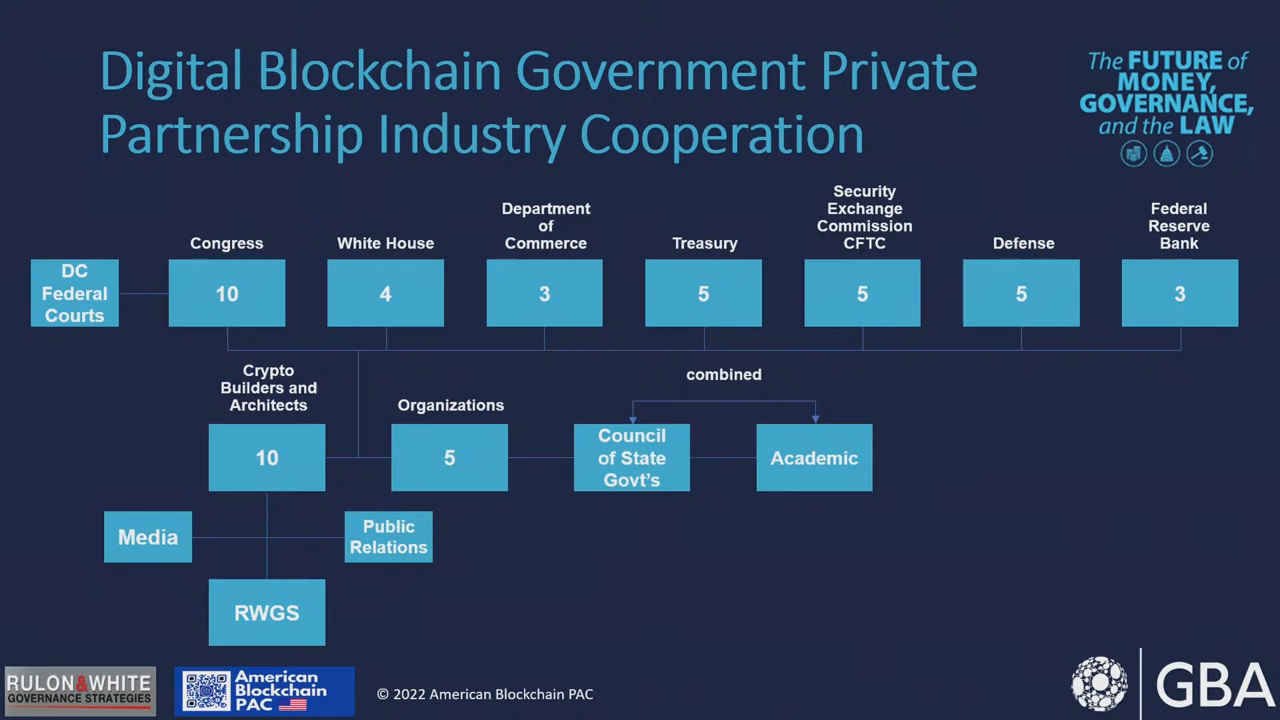 Digital Blockchain Government Private
Partnership Industry Cooperation
The FUTURE of
MONEY,
GOVERNANCE,
and the LAW
Congress
White House
Department
of
Commerce
Treasury
Security
Exchange
Commission
CFTC
Defense
Federal
Reserve
Bank
DC
Federal
Courts
10
4
3
5
5
5
3
Crypto
Builders and
Architects
Organizations
combined
10
5
Council
of State
Govt's
Academic
Media
Public
Relations
RWGS
RULON&WHITE
GOVERNANCE STRATEGIES
American
Blockchain
PAC
© 2022 American Blockchain PAC
GBA